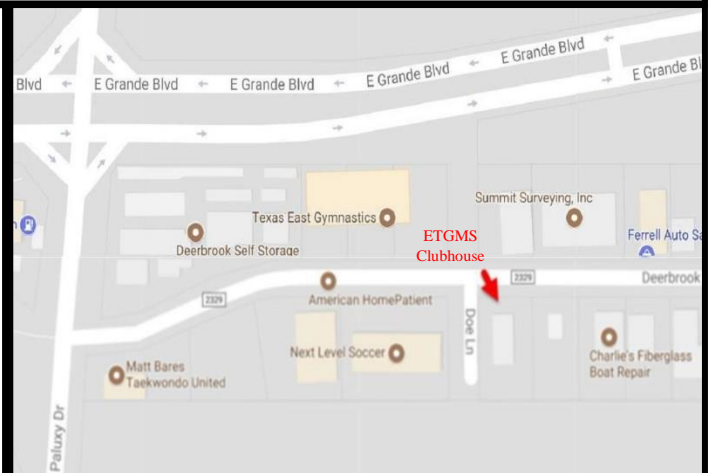 E Grande Blvd
E Grande Blvd
Blvd
E Grande Blvd
E Grande Blvd
E Grande Bl
Summit Surveying, Inc
Texas East Gymnastics
ETGMS
Clubhouse
Ferrell Auto Sa
Deerbrook Self Storage
2329
Deerbrook
2329
American HomePatient
Doe Ln
Next Level Soccer
Charlie's Fiberglass
Boat Repair
Matt Bares
Taekwondo United
Paluxy Dr